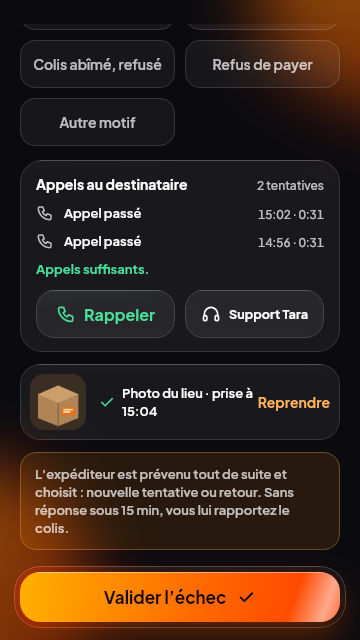 Colis abîmé, refusé
Refus de payer
Autre motif
Appels au destinataire
2 tentatives
Appel passé
15:02 · 0:31
Appel passé
14:56 · 0:31
Appels suffisants.
Rappeler
Support Tara
Photo du lieu · prise à
15:04
Reprendre
L’expéditeur est prévenu tout de suite et
choisit : nouvelle tentative ou retour. Sans
réponse sous 15 min, vous lui rapportez le
colis.
Valider l’échec